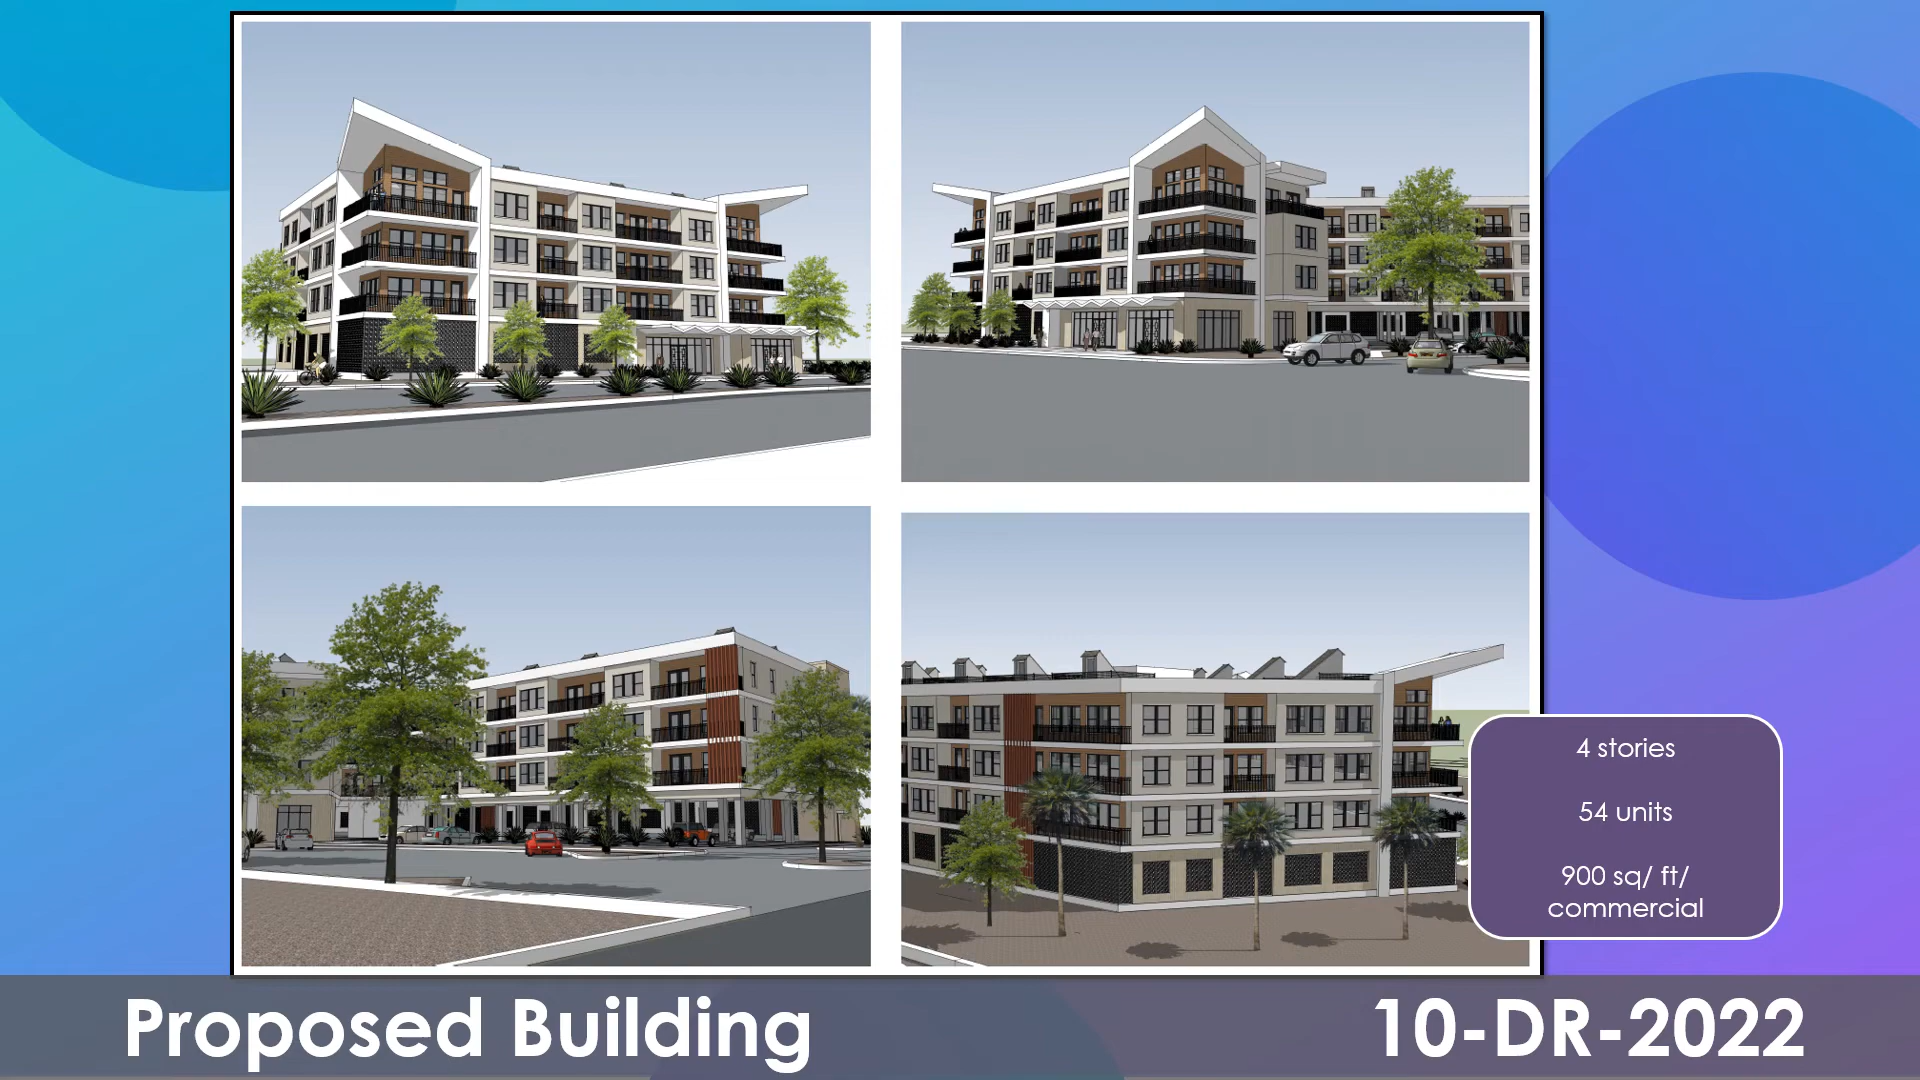 4 stories
54 units
900 sq/ ft/
commercial
Proposed Building
10-DR-2022